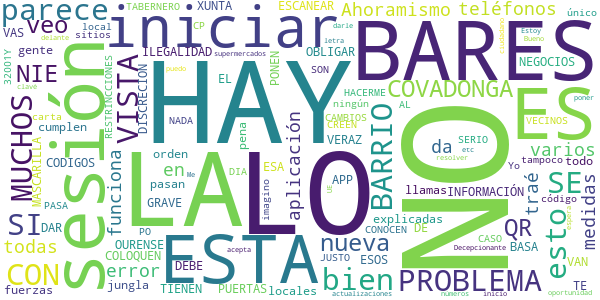 parece
veo
VAS
gente
local
sitios
TABERNERO
CP
XUNTA
iniciar
ILEGALIDAD
supermercados
ESCANEAR
Ahoramismo
teléfonos
letra
OBLIGAR
darle
delante
único
Estoy
Bueno
NEGOCIOS
BARES
32001Y
RESTRINCCIONES
NIE
VISTA
DISCRECION
EL
PONEN
HAY
SON
HACERME
ningún
AL
COVADONGA
ES
VECINOS
poner
MUCHOS
clave
MASCARILLA
carta
cumplen
CODIGOS
sesión
puedo
NADA
CAMBIOS
CREEN
VERAZ
BARRIO
NO
da
SERIO
etc
resolver
varios
Yo
tampoco
todo
funciona
orden
pena
en
Me
pasan
DIA
ESA
imagino
LA
LO
aplicación
APP
UE
llamas
INFORMACIÓN
traé
código
medidas
SI
PASA
DAR
GRAVE
PO
explicadas
CONOCEN
DE
QR
CASO
BASA
esto
SE
todas
OURENSE
COLOQUEN
ESTA
nueva
JUSTO
ESOS
Decepcionante
VAN
TE
CON
error
DEBE
acepta
bien
PROBLEMA
fuerzas
jungla
TIENEN
PUERTAS
locales
actualizaciones
números
inicio
oportunidad